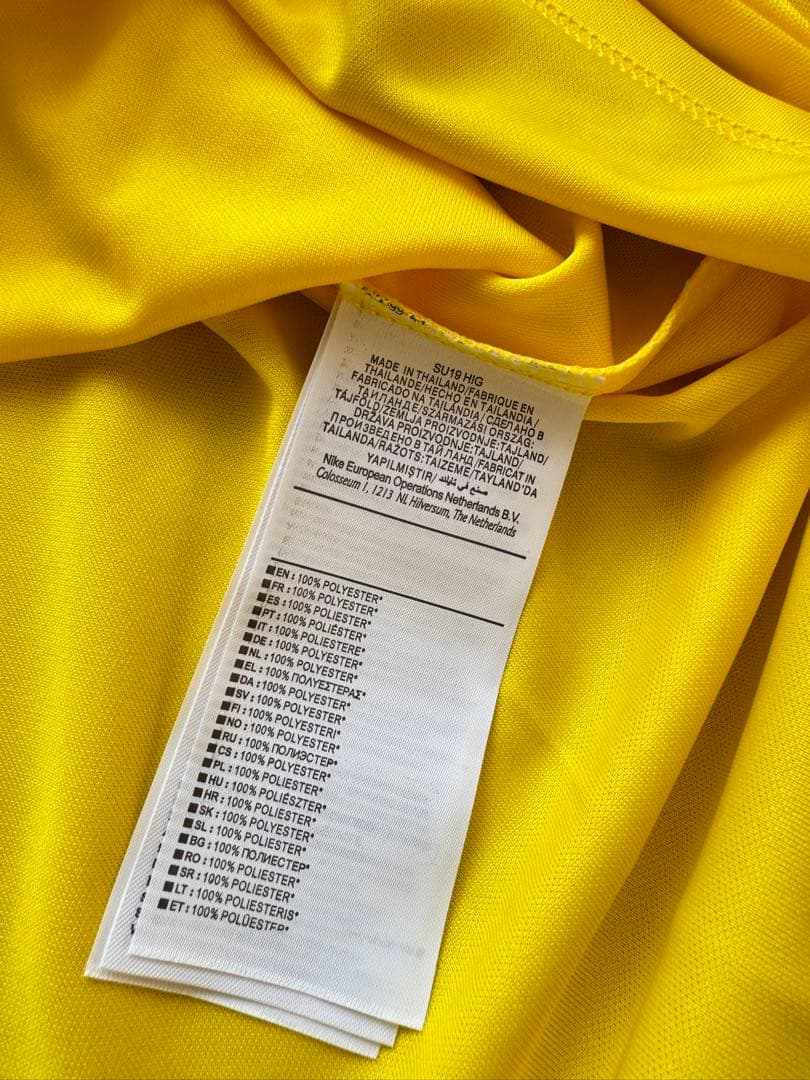 SU19 HIG
MADE IN THAILAND/FABRIQUE EN
THAILANDE/HECHO EN TAILANDIA/
FABRICADO NA TAILÂNDIA/СДЕЛАНО В
ТАИЛАНДЕ/SZÁRMAZÁSI ORSZÁG:
TÁJFÖLD/ZEMLJA PROIZVODNJE:TAJLAND/
DRŽAVA PROIZVODNJE:TAJLAND/
ПРОИЗВЕДЕНО В ТАЙЛАНД/FABRICAT IN
TAILANDA/RAŽOTS:TAIZEME/TAYLAND'DA
YAPILMIŞTIR/صنع في تايلند
Nike European Operations Netherlands B.V.
Colosseum 1, 1213 NL Hilversum, The Netherlands
■EN : 100% POLYESTER*
■FR : 100% POLYESTER*
■ES : 100% POLIESTER*
■PT : 100% POLIÉSTER*
■IT : 100% POLIESTERE*
■DE : 100% POLYESTER*
■NL : 100% POLYESTER*
■EL : 100% ΠΟΛΥΕΣΤΕΡΑΣ*
■DA : 100% POLYESTER*
■SV : 100% POLYESTER*
■FI : 100% POLYESTERI*
■NO : 100% POLYESTER*
■RU : 100% ПОЛИЭСТЕР*
■CS : 100% POLYESTER*
■PL : 100% POLIESTER*
■HU : 100% POLIÉSZTER*
■HR : 100% POLIESTER*
■SK : 100% POLYESTER*
■SL : 100% POLIESTER*
■BG : 100% ПОЛИЕСТЕР*
■RO : 100% POLIESTER*
■SR : 100% POLIESTER*
■LT : 100% POLIESTERIS*
■ET : 100% POLÜESTER*